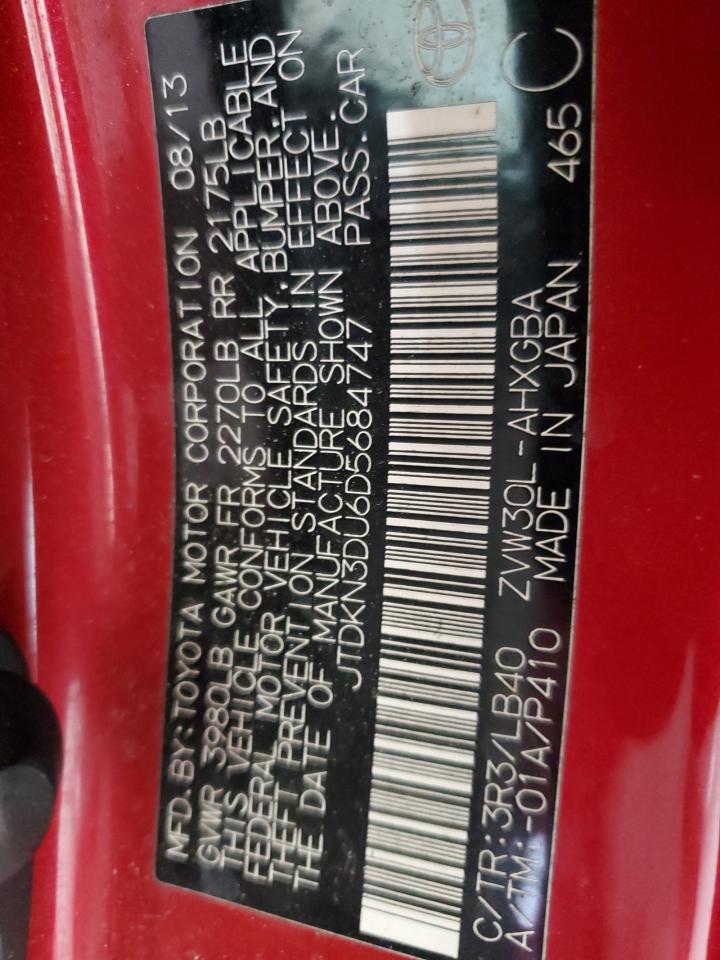 MFD.BY:TOYOTA MOTOR CORPORATION 08/13
GVWR 3980LB GAWR FR 2270LB RR 2175LB
THIS VEHICLE CONFORMS TO ALL APPLICABLE
FEDERAL MOTOR VEHICLE SAFETY,BUMPER,AND
THEFT PREVENTION STANDARDS IN EFFECT ON
THE DATE OF MANUFACTURE SHOWN ABOVE.
JTDKN3DU6D5684747 PASS.CAR
C/TR:3R3/LB40 ZVW30L-AHXGBA
A/TM:-01A/P410 MADE IN JAPAN 465 C